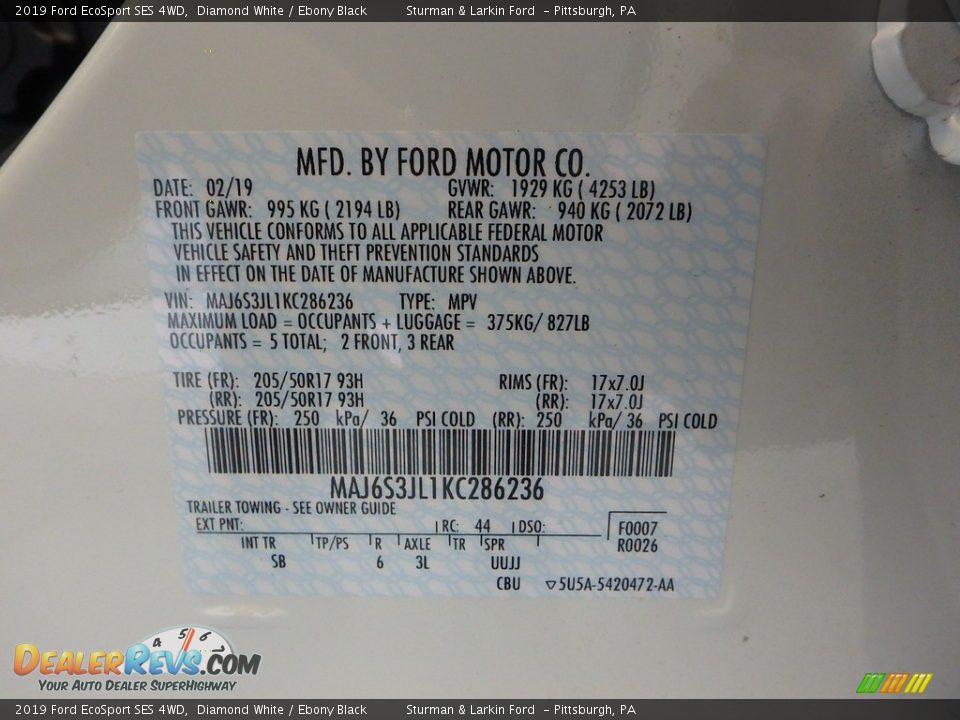 2019 Ford EcoSport SES 4WD, Diamond White / Ebony Black Sturman & Larkin Ford - Pittsburgh, PA
MFD. BY FORD MOTOR CO.
DATE: 02/19 GVWR: 1929 KG ( 4253 LB)
FRONT GAWR: 995 KG ( 2194 LB) REAR GAWR: 940 KG ( 2072 LB)
THIS VEHICLE CONFORMS TO ALL APPLICABLE FEDERAL MOTOR
VEHICLE SAFETY AND THEFT PREVENTION STANDARDS
IN EFFECT ON THE DATE OF MANUFACTURE SHOWN ABOVE.
VIN: MAJ6S3JL1KC286236 TYPE: MPV
MAXIMUM LOAD = OCCUPANTS + LUGGAGE = 375KG/ 827LB
OCCUPANTS = 5 TOTAL; 2 FRONT, 3 REAR
TIRE (FR): 205/50R17 93H RIMS (FR): 17x7.0J
(RR): 205/50R17 93H (RR): 17x7.0J
PRESSURE (FR): 250 kPa/ 36 PSI COLD (RR): 250 kPa/ 36 PSI COLD
MAJ6S3JL1KC286236
TRAILER TOWING - SEE OWNER GUIDE
EXT PNT: RC: 44 DSO: F0007
R0026
INT TR TP/PS R AXLE TR SPR
SB 6 3L UUJJ
CBU ▽5U5A-5420472-AA
4 5 6 7
DEALERREVS.COM
YOUR AUTO DEALER SUPERHIGHWAY
2019 Ford EcoSport SES 4WD, Diamond White / Ebony Black Sturman & Larkin Ford - Pittsburgh, PA